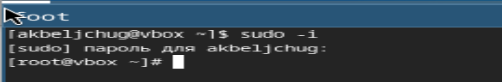 root
[akbeljchug@vbox ~]$ sudo -i
[sudo] пароль для akbeljchug:
[root@vbox ~]#